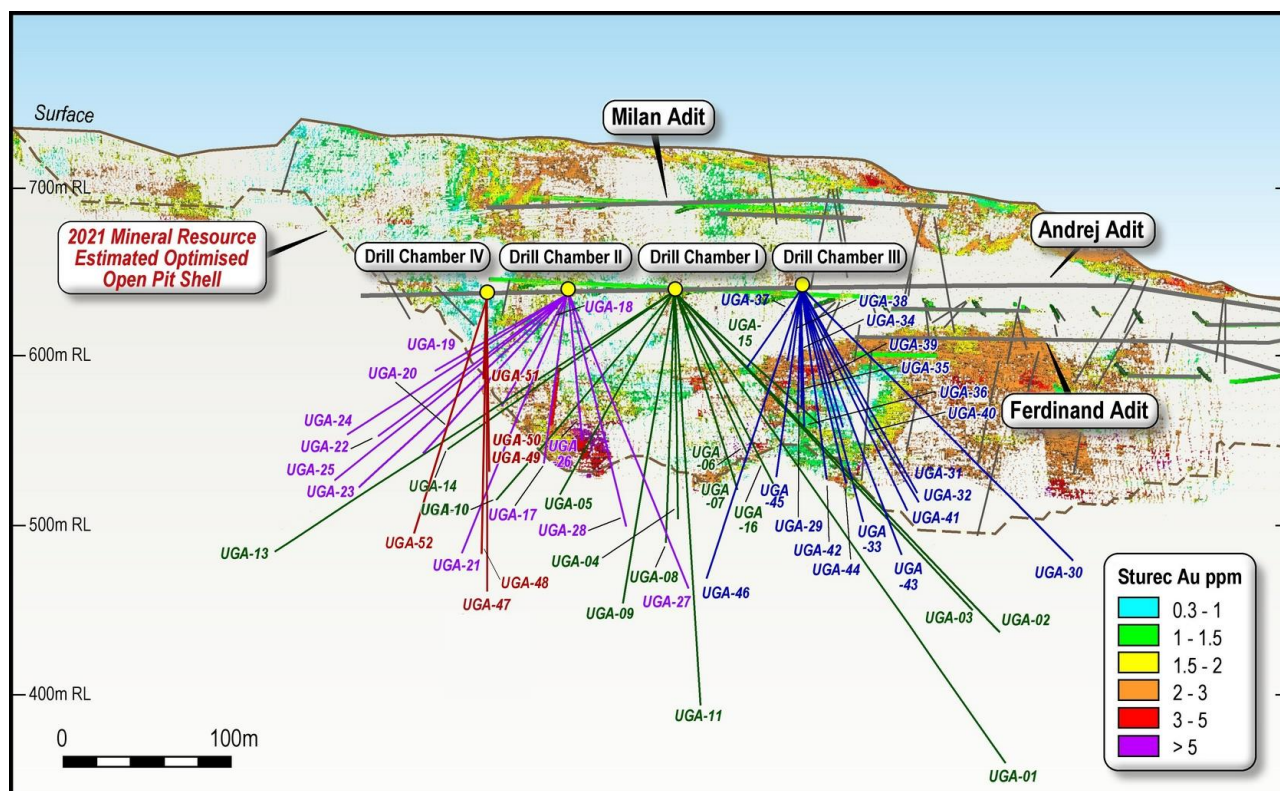 Surface
Milan Adit
700m RL
2021 Mineral Resource
Estimated Optimised
Open Pit Shell
Andrej Adit
Drill Chamber IV
Drill Chamber II
Drill Chamber I
Drill Chamber III
UGA-18
UGA-37
UGA-38
UGA-34
UGA-
15
UGA-19
UGA-39
600m RL
UGA-20
UGA-51
UGA-35
UGA-36
UGA-40
Ferdinand Adit
UGA-24
UGA-22
UGA-50
UGA-49
UGA
-26
UGA
-06
UGA-25
UGA-23
UGA-14
UGA-10
UGA-17
UGA-05
UGA
-07
UGA
-16
UGA
-45
UGA-31
UGA-32
UGA-41
500m RL
UGA-28
UGA-29
UGA
-33
UGA-13
UGA-52
UGA-21
UGA-04
UGA-42
UGA-44
UGA
-43
UGA-30
UGA-48
UGA-47
UGA-08
UGA-27
UGA-09
UGA-46
UGA-03
UGA-02
400m RL
UGA-11
UGA-01
0
100m
Sturec Au ppm
0.3 - 1
1 - 1.5
1.5 - 2
2 - 3
3 - 5
> 5